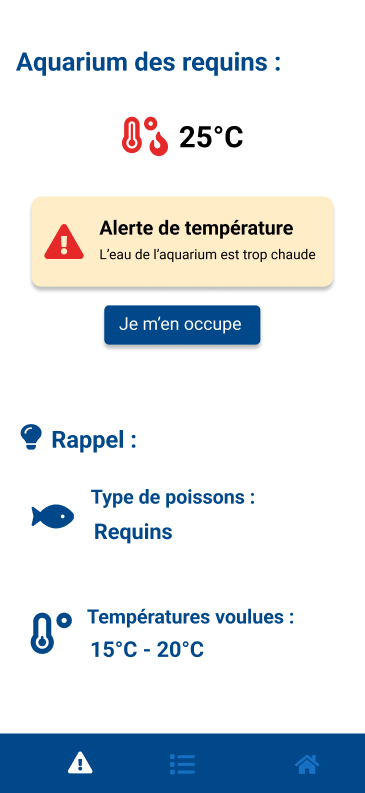 Aquarium des requins :
25°C
Alerte de température
L’eau de l’aquarium est trop chaude
Je m’en occupe
Rappel :
Type de poissons :
Requins
Températures voulues :
15°C - 20°C